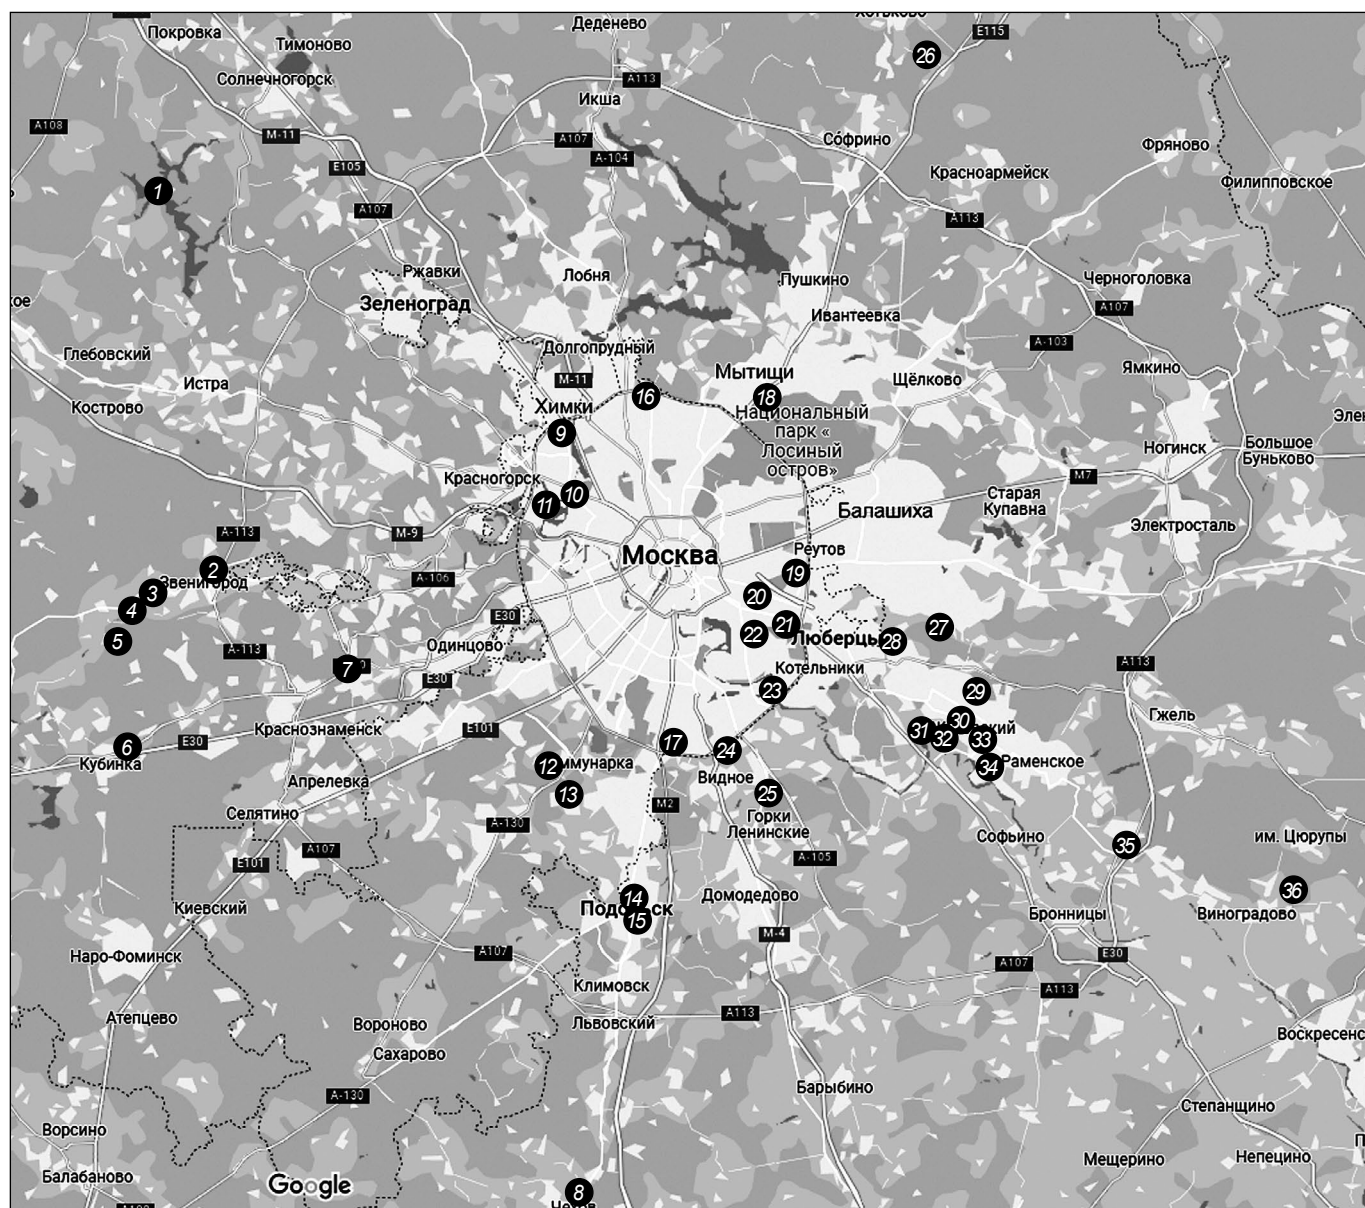 Хотьково
Деденево
Покровка
E115
Тимоново
26
Солнечногорск
A113
Икша
A108
M-11
A107
Со́фрино
Фряново
A-104
E105
Красноармейск
Филипповское
1
A107
A113
Ржавки
Лобня
Пушкино
Черноголовка
Зеленоград
A107
Ивантеевка
A-103
Глебовский
Долгопрудный
Ямкино
Истра
M-11
Мытищи
Щёлково
16
18
Кострово
Химки
Национальный
парк «
Лосиный
остров»
9
Большое
Буньково
Ногинск
Красногорск
M7
10
11
Старая
Купавна
Балашиха
Электросталь
A-113
M-9
Москва
Реутов
2
19
Звенигород
A-106
3
20
4
E30
21
27
5
22
Люберцы
28
Одинцово
A-113
7
Котельники
A113
E30
23
29
Гжель
Краснознаменск
E101
31
30
32
33
6
E30
17
24
Кубинка
12
34
Раменское
Видное
Апрелевка
13
25
M2
Горки
Ленинские
Селятино
A-130
Софьино
им. Цюрупы
A107
35
E101
A-105
36
14
Домодедово
Киевский
Подольск
Бронницы
Виноградово
15
M-4
Наро-Фоминск
A107
E30
A107
Климовск
A113
Атепцево
Вороново
Львовский
A113
Сахарово
Барыбино
A-130
Степанщино
Ворсино
Непецино
Мещерино
Балабаново
Google
8
Чехов